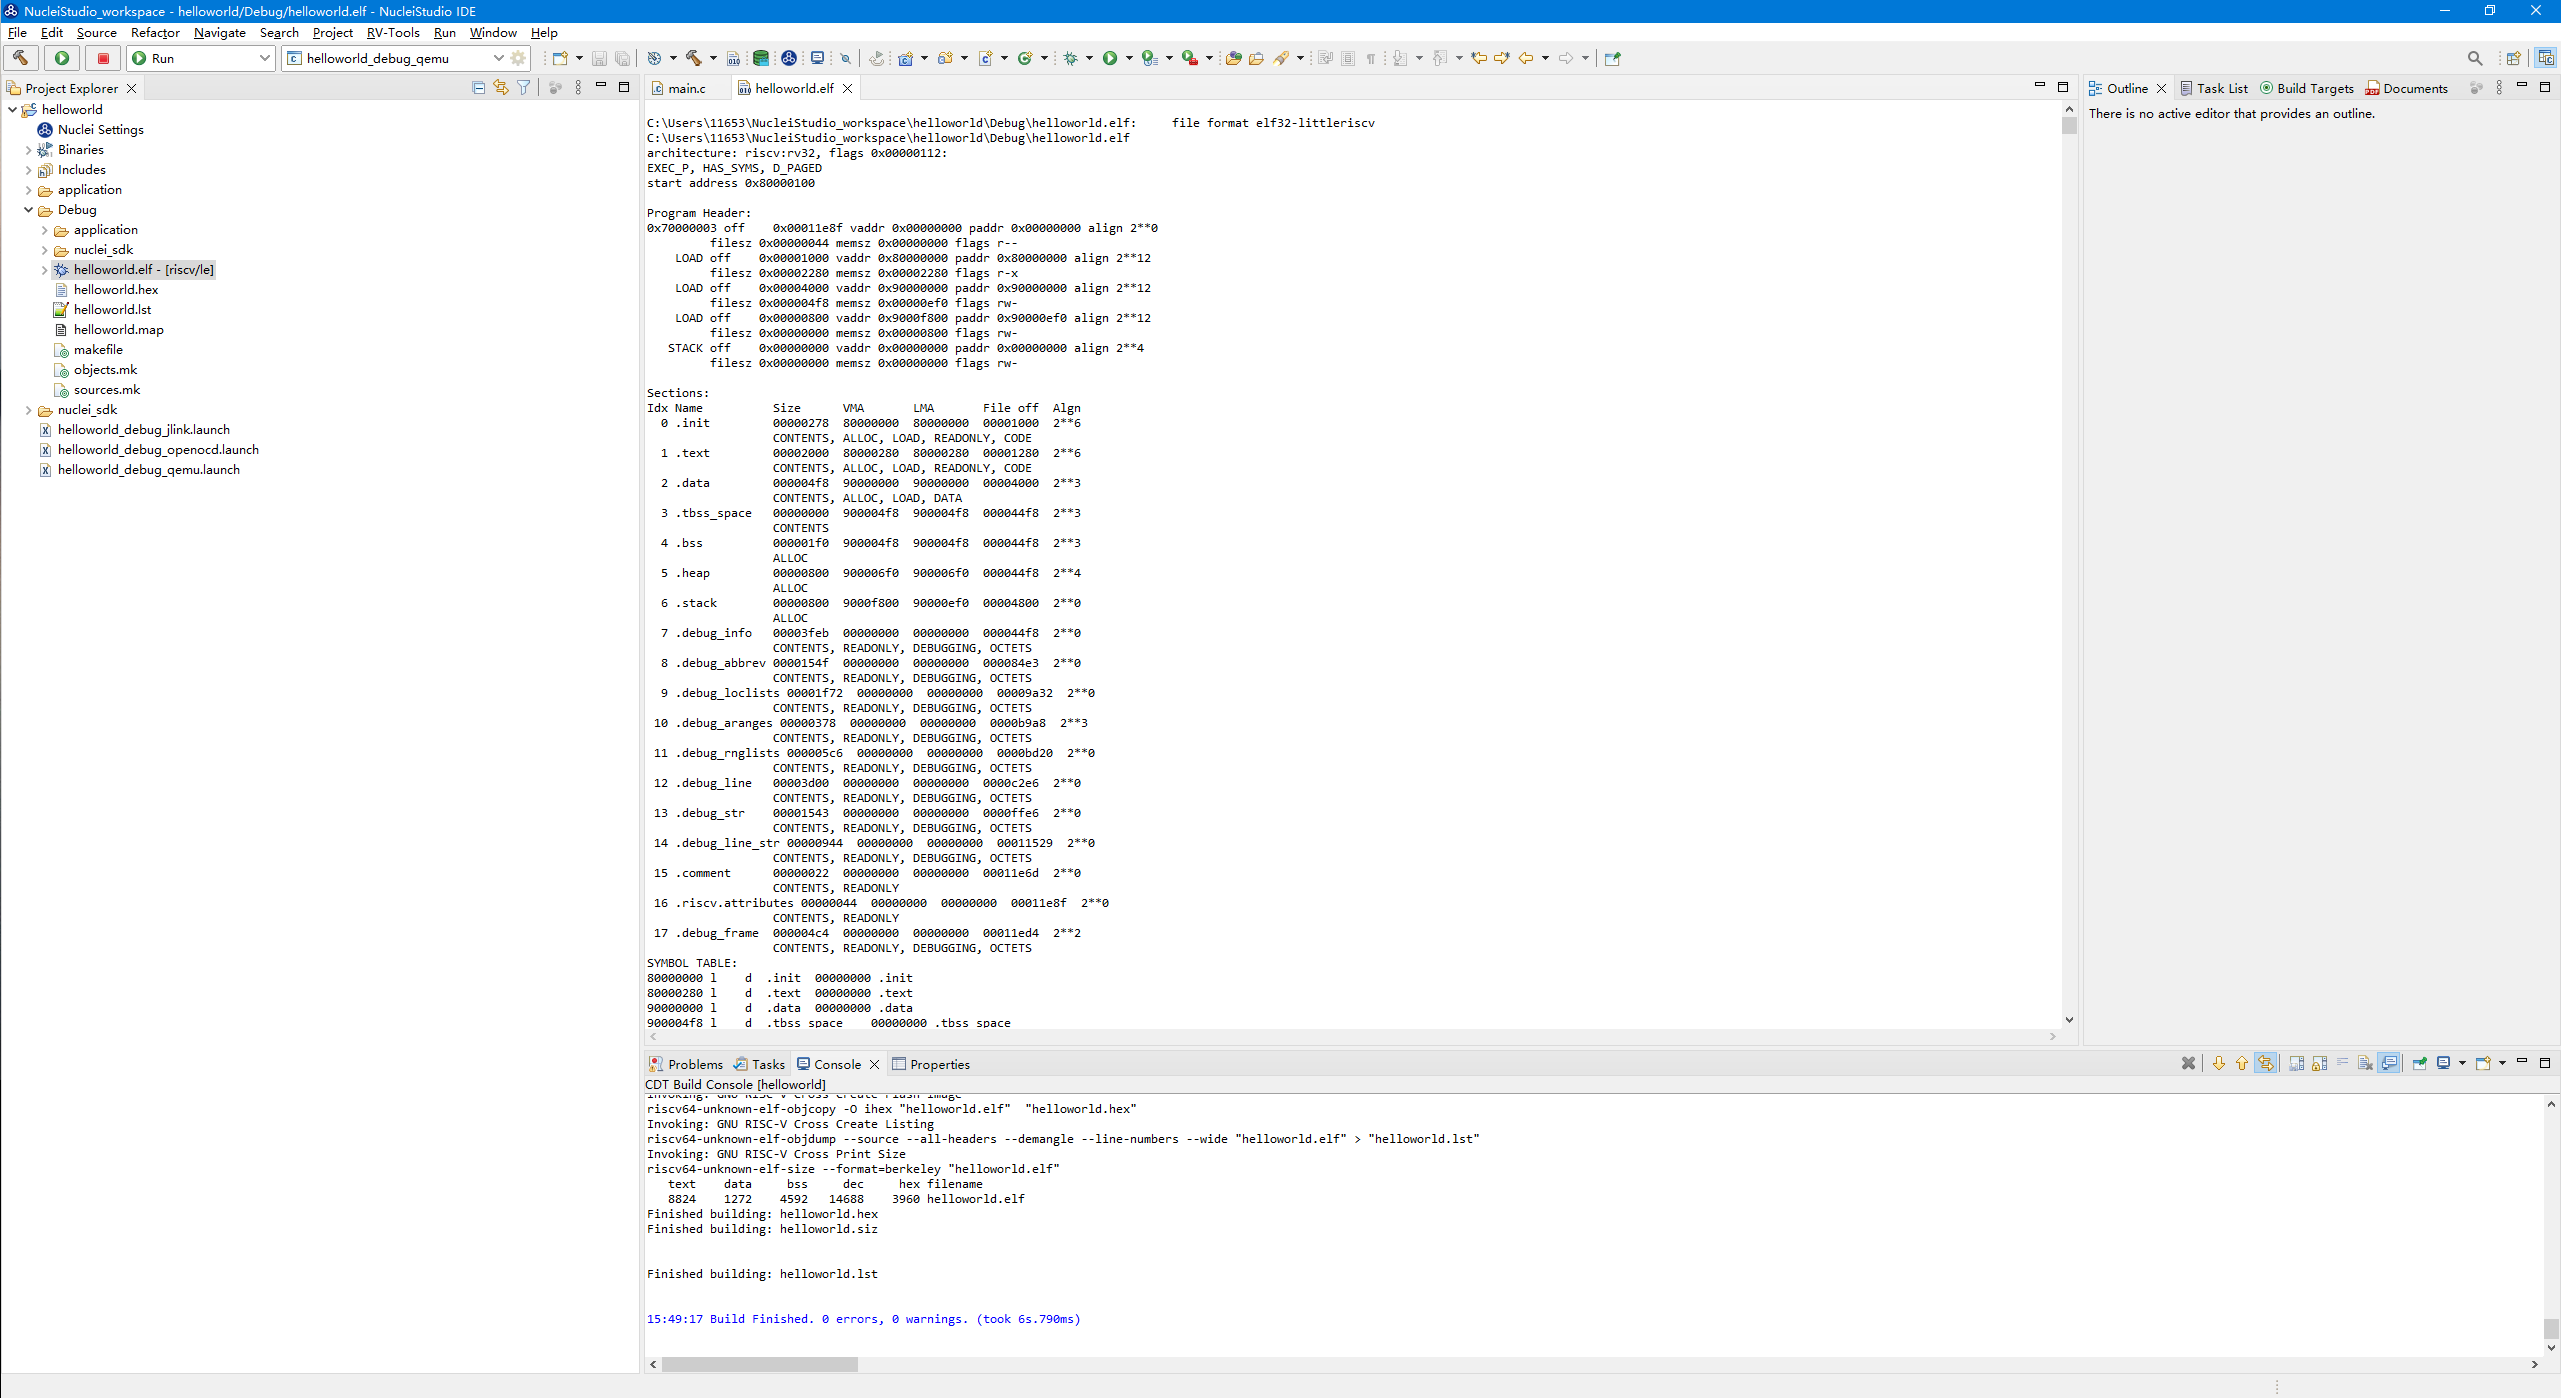 NucleiStudio_workspace - helloworld/Debug/helloworld.elf - NucleiStudio IDE
File Edit Source Refactor Navigate Search Project RV-Tools Run Window Help
Run helloworld_debug_qemu
Project Explorer
helloworld
Nuclei Settings
Binaries
Includes
application
Debug
application
nuclei_sdk
helloworld.elf - [riscv/le]
helloworld.hex
helloworld.lst
helloworld.map
makefile
objects.mk
sources.mk
nuclei_sdk
helloworld_debug_jlink.launch
helloworld_debug_openocd.launch
helloworld_debug_qemu.launch
main.c helloworld.elf
C:\Users\11653\NucleiStudio_workspace\helloworld\Debug\helloworld.elf:     file format elf32-littleriscv
C:\Users\11653\NucleiStudio_workspace\helloworld\Debug\helloworld.elf
architecture: riscv:rv32, flags 0x00000112:
EXEC_P, HAS_SYMS, D_PAGED
start address 0x80000100
Program Header:
0x70000003 off    0x00011e8f vaddr 0x00000000 paddr 0x00000000 align 2**0
filesz 0x00000044 memsz 0x00000000 flags r--
LOAD off    0x00001000 vaddr 0x80000000 paddr 0x80000000 align 2**12
filesz 0x00002280 memsz 0x00002280 flags r-x
LOAD off    0x00004000 vaddr 0x90000000 paddr 0x90000000 align 2**12
filesz 0x000004f8 memsz 0x00000ef0 flags rw-
LOAD off    0x00000800 vaddr 0x9000f800 paddr 0x90000ef0 align 2**12
filesz 0x00000000 memsz 0x00000800 flags rw-
STACK off    0x00000000 vaddr 0x00000000 paddr 0x00000000 align 2**4
filesz 0x00000000 memsz 0x00000000 flags rw-
Sections:
Idx Name          Size      VMA       LMA       File off  Algn
0 .init         00000278  80000000  80000000  00001000  2**6
CONTENTS, ALLOC, LOAD, READONLY, CODE
1 .text         00002000  80000280  80000280  00001280  2**6
CONTENTS, ALLOC, LOAD, READONLY, CODE
2 .data         000004f8  90000000  90000000  00004000  2**3
CONTENTS, ALLOC, LOAD, DATA
3 .tbss_space   00000000  900004f8  900004f8  000044f8  2**3
CONTENTS
4 .bss          000001f0  900004f8  900004f8  000044f8  2**3
ALLOC
5 .heap         00000800  900006f0  900006f0  000044f8  2**4
ALLOC
6 .stack        00000800  9000f800  90000ef0  00004800  2**0
ALLOC
7 .debug_info   00003feb  00000000  00000000  000044f8  2**0
CONTENTS, READONLY, DEBUGGING, OCTETS
8 .debug_abbrev 0000154f  00000000  00000000  000084e3  2**0
CONTENTS, READONLY, DEBUGGING, OCTETS
9 .debug_loclists 00001f72  00000000  00000000  00009a32  2**0
CONTENTS, READONLY, DEBUGGING, OCTETS
10 .debug_aranges 00000378  00000000  00000000  0000b9a8  2**3
CONTENTS, READONLY, DEBUGGING, OCTETS
11 .debug_rnglists 000005c6  00000000  00000000  0000bd20  2**0
CONTENTS, READONLY, DEBUGGING, OCTETS
12 .debug_line   00003d00  00000000  00000000  0000c2e6  2**0
CONTENTS, READONLY, DEBUGGING, OCTETS
13 .debug_str    00001543  00000000  00000000  0000ffe6  2**0
CONTENTS, READONLY, DEBUGGING, OCTETS
14 .debug_line_str 00000944  00000000  00000000  00011529  2**0
CONTENTS, READONLY, DEBUGGING, OCTETS
15 .comment      00000022  00000000  00000000  00011e6d  2**0
CONTENTS, READONLY
16 .riscv.attributes 00000044  00000000  00000000  00011e8f  2**0
CONTENTS, READONLY
17 .debug_frame  000004c4  00000000  00000000  00011ed4  2**2
CONTENTS, READONLY, DEBUGGING, OCTETS
SYMBOL TABLE:
80000000 l    d  .init  00000000 .init
80000280 l    d  .text  00000000 .text
90000000 l    d  .data  00000000 .data
900004f8 l    d  .tbss_space    00000000 .tbss_space
Outline Task List Build Targets Documents
There is no active editor that provides an outline.
Problems Tasks Console Properties
CDT Build Console [helloworld]
Invoking: GNU RISC-V Cross Create Flash Image
riscv64-unknown-elf-objcopy -O ihex "helloworld.elf"  "helloworld.hex"
Invoking: GNU RISC-V Cross Create Listing
riscv64-unknown-elf-objdump --source --all-headers --demangle --line-numbers --wide "helloworld.elf" > "helloworld.lst"
Invoking: GNU RISC-V Cross Print Size
riscv64-unknown-elf-size --format=berkeley "helloworld.elf"
text    data     bss     dec     hex filename
8824    1272    4592   14688    3960 helloworld.elf
Finished building: helloworld.hex
Finished building: helloworld.siz
Finished building: helloworld.lst
15:49:17 Build Finished. 0 errors, 0 warnings. (took 6s.790ms)